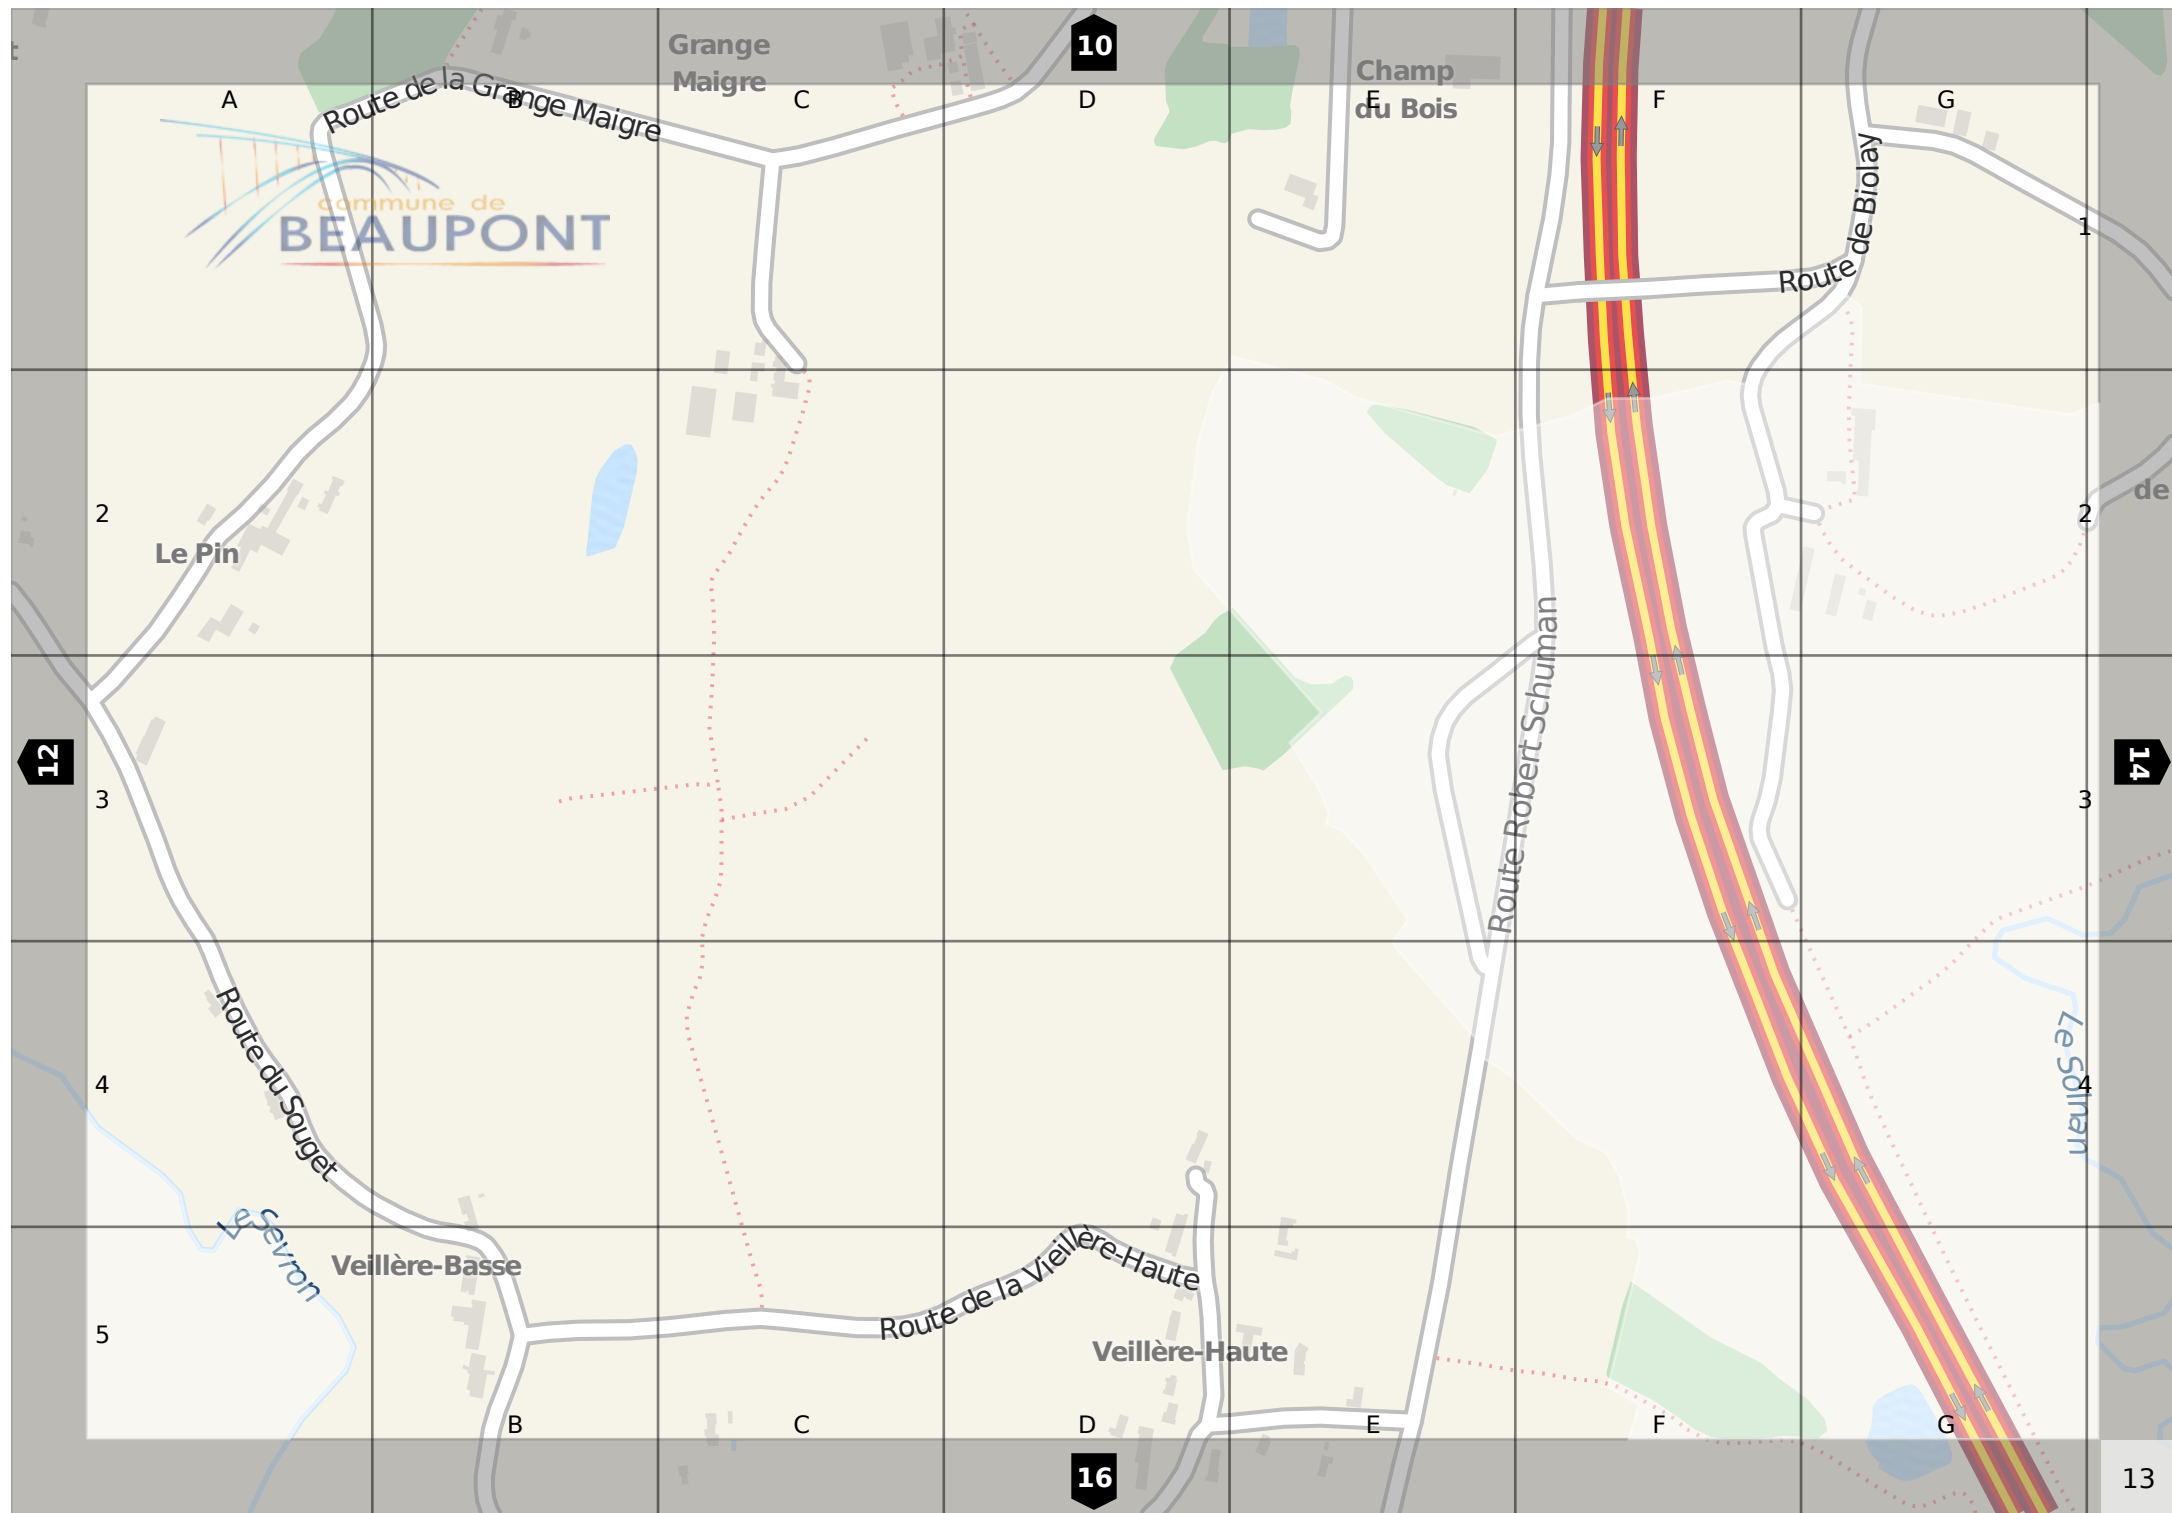 t
Grange
Maigre
10
Champ
du Bois
A
B
C
D
E
F
G
Route de la Grange Maigre
commune de
BEAUPONT
Route de Biolay
1
2
Le Pin
2
de
Route Robert Schuman
12
14
3
3
Route du Souget
4
Le Solnan
4
Le Sevron
Veillère-Basse
Route de la Vieillère-Haute
5
Veillère-Haute
B
C
D
E
F
G
16
13